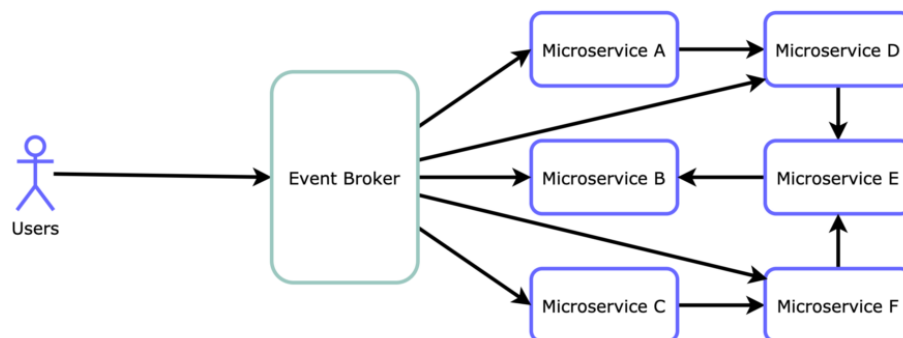 Microservice A
Microservice D
Event Broker
Microservice B
Microservice E
Users
Microservice C
Microservice F